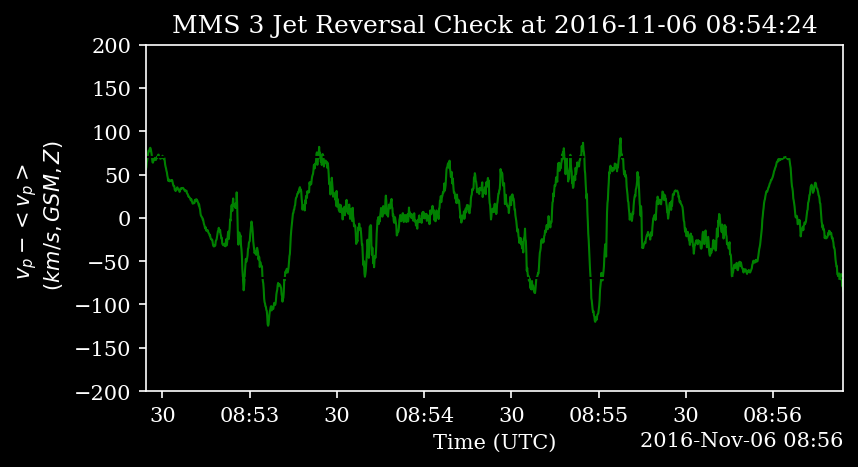 MMS 3 Jet Reversal Check at 2016-11-06 08:54:24
200
150
100
50
0
−50
−100
−150
−200
v_p − < v_p >
(km/s, GSM, Z)
30 08:53 30 08:54 30 08:55 30 08:56
Time (UTC)
2016-Nov-06 08:56